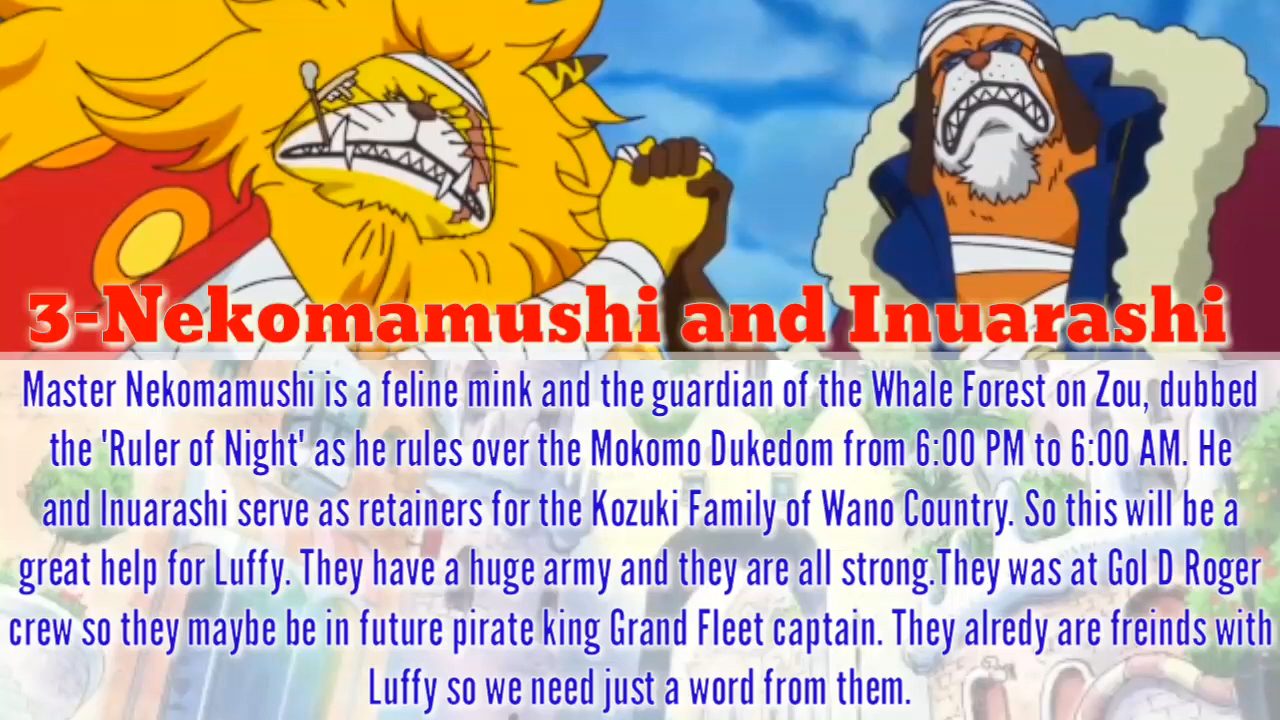 3-Nekomamushi and Inuarashi
Master Nekomamushi is a feline mink and the guardian of the Whale Forest on Zou, dubbed
the 'Ruler of Night' as he rules over the Mokomo Dukedom from 6:00 PM to 6:00 AM. He
and Inuarashi serve as retainers for the Kozuki Family of Wano Country. So this will be a
great help for Luffy. They have a huge army and they are all strong.They was at Gol D Roger
crew so they maybe be in future pirate king Grand Fleet captain. They alredy are freinds with
Luffy so we need just a word from them.